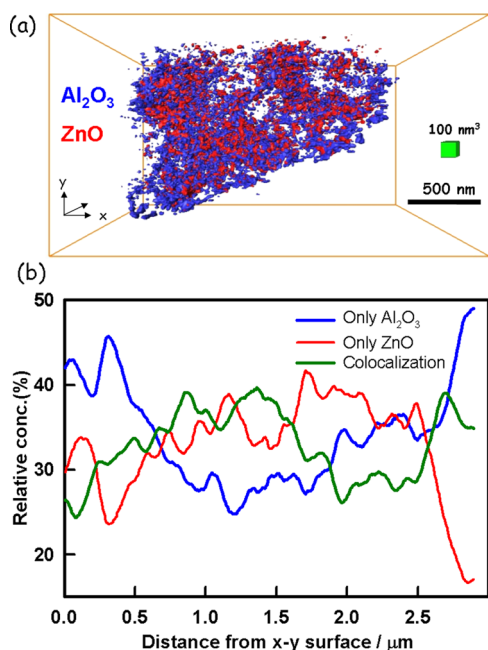 (a)
Al₂O₃
ZnO
100 nm³
500 nm
y
x
(b)
50
40
30
20
Relative conc.(%)
Only Al₂O₃
Only ZnO
Colocalization
0.0 0.5 1.0 1.5 2.0 2.5
Distance from x-y surface / μm